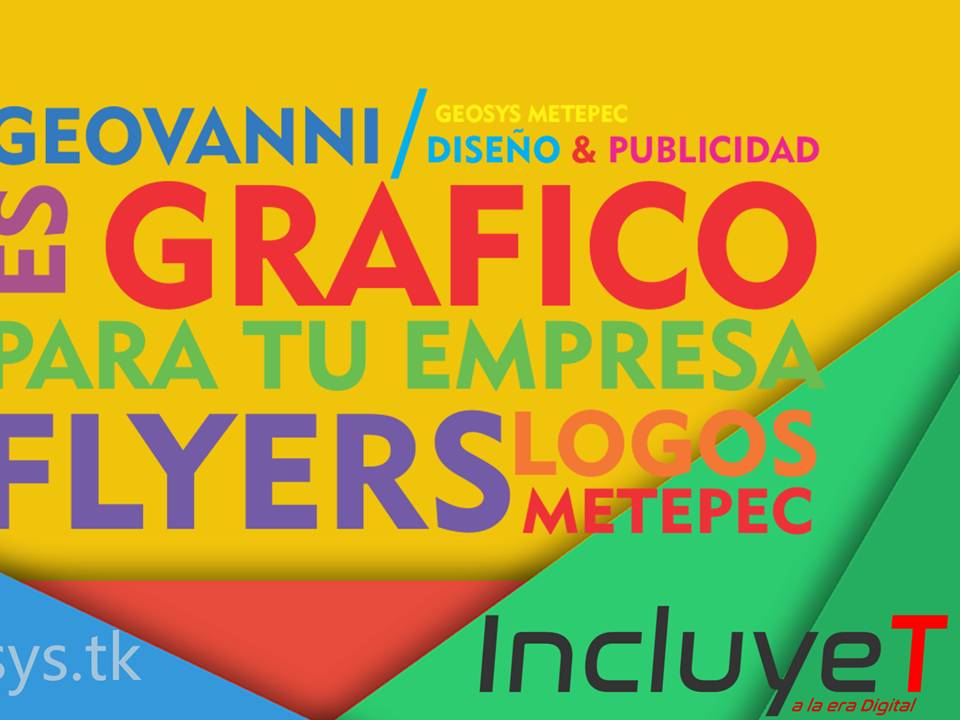 GEOVANNI/
GEOSYS METEPEC
DISEÑO & PUBLICIDAD
ES
GRAFICO
PARA TU EMPRESA
FLYERS
LOGOS
METEPEC
sys.tk
IncluyeT
a la era Digital